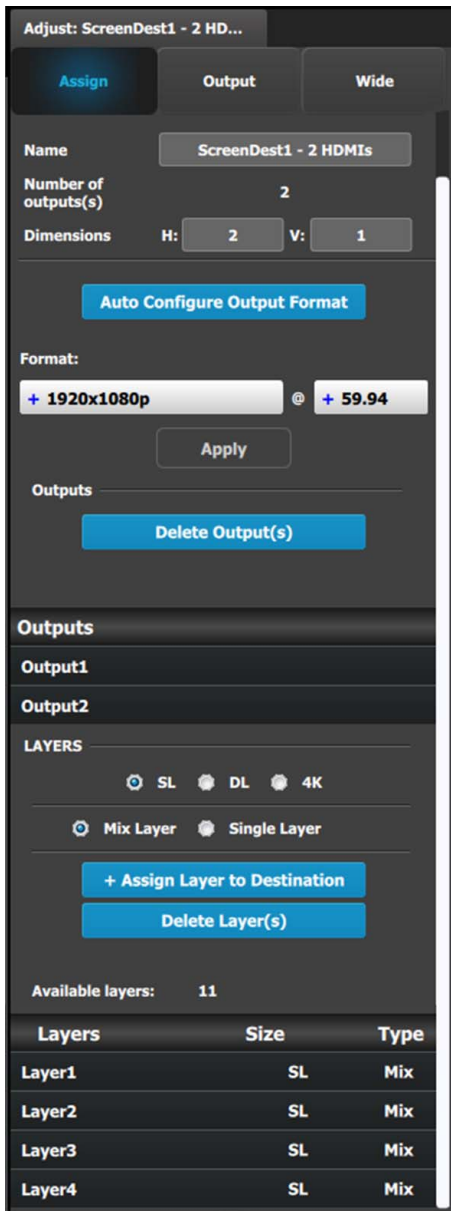 Adjust: ScreenDest1 - 2 HD...
Assign Output Wide
Name ScreenDest1 - 2 HDMIs
Number of
outputs(s) 2
Dimensions H: 2 V: 1
Auto Configure Output Format
Format:
+ 1920x1080p @ + 59.94
Apply
Outputs
Delete Output(s)
Outputs
Output1
Output2
LAYERS
SL DL 4K
Mix Layer Single Layer
+ Assign Layer to Destination
Delete Layer(s)
Available layers: 11
Layers Size Type
Layer1 SL Mix
Layer2 SL Mix
Layer3 SL Mix
Layer4 SL Mix